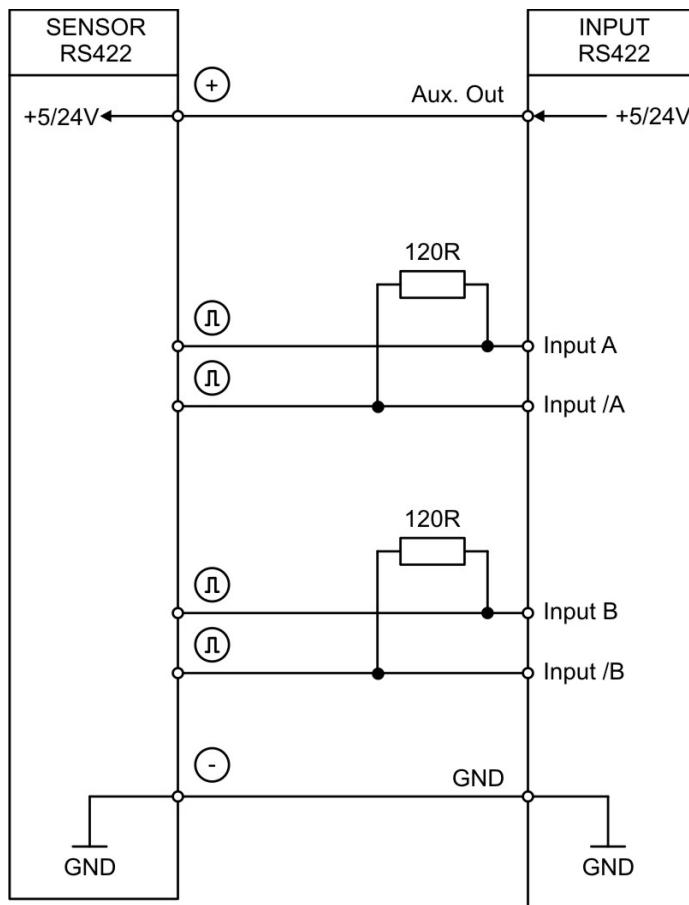 SENSOR
RS422
INPUT
RS422
+
Aux. Out
+5/24V
+5/24V
120R
Input A
Input /A
120R
Input B
Input /B
-
GND
GND
GND